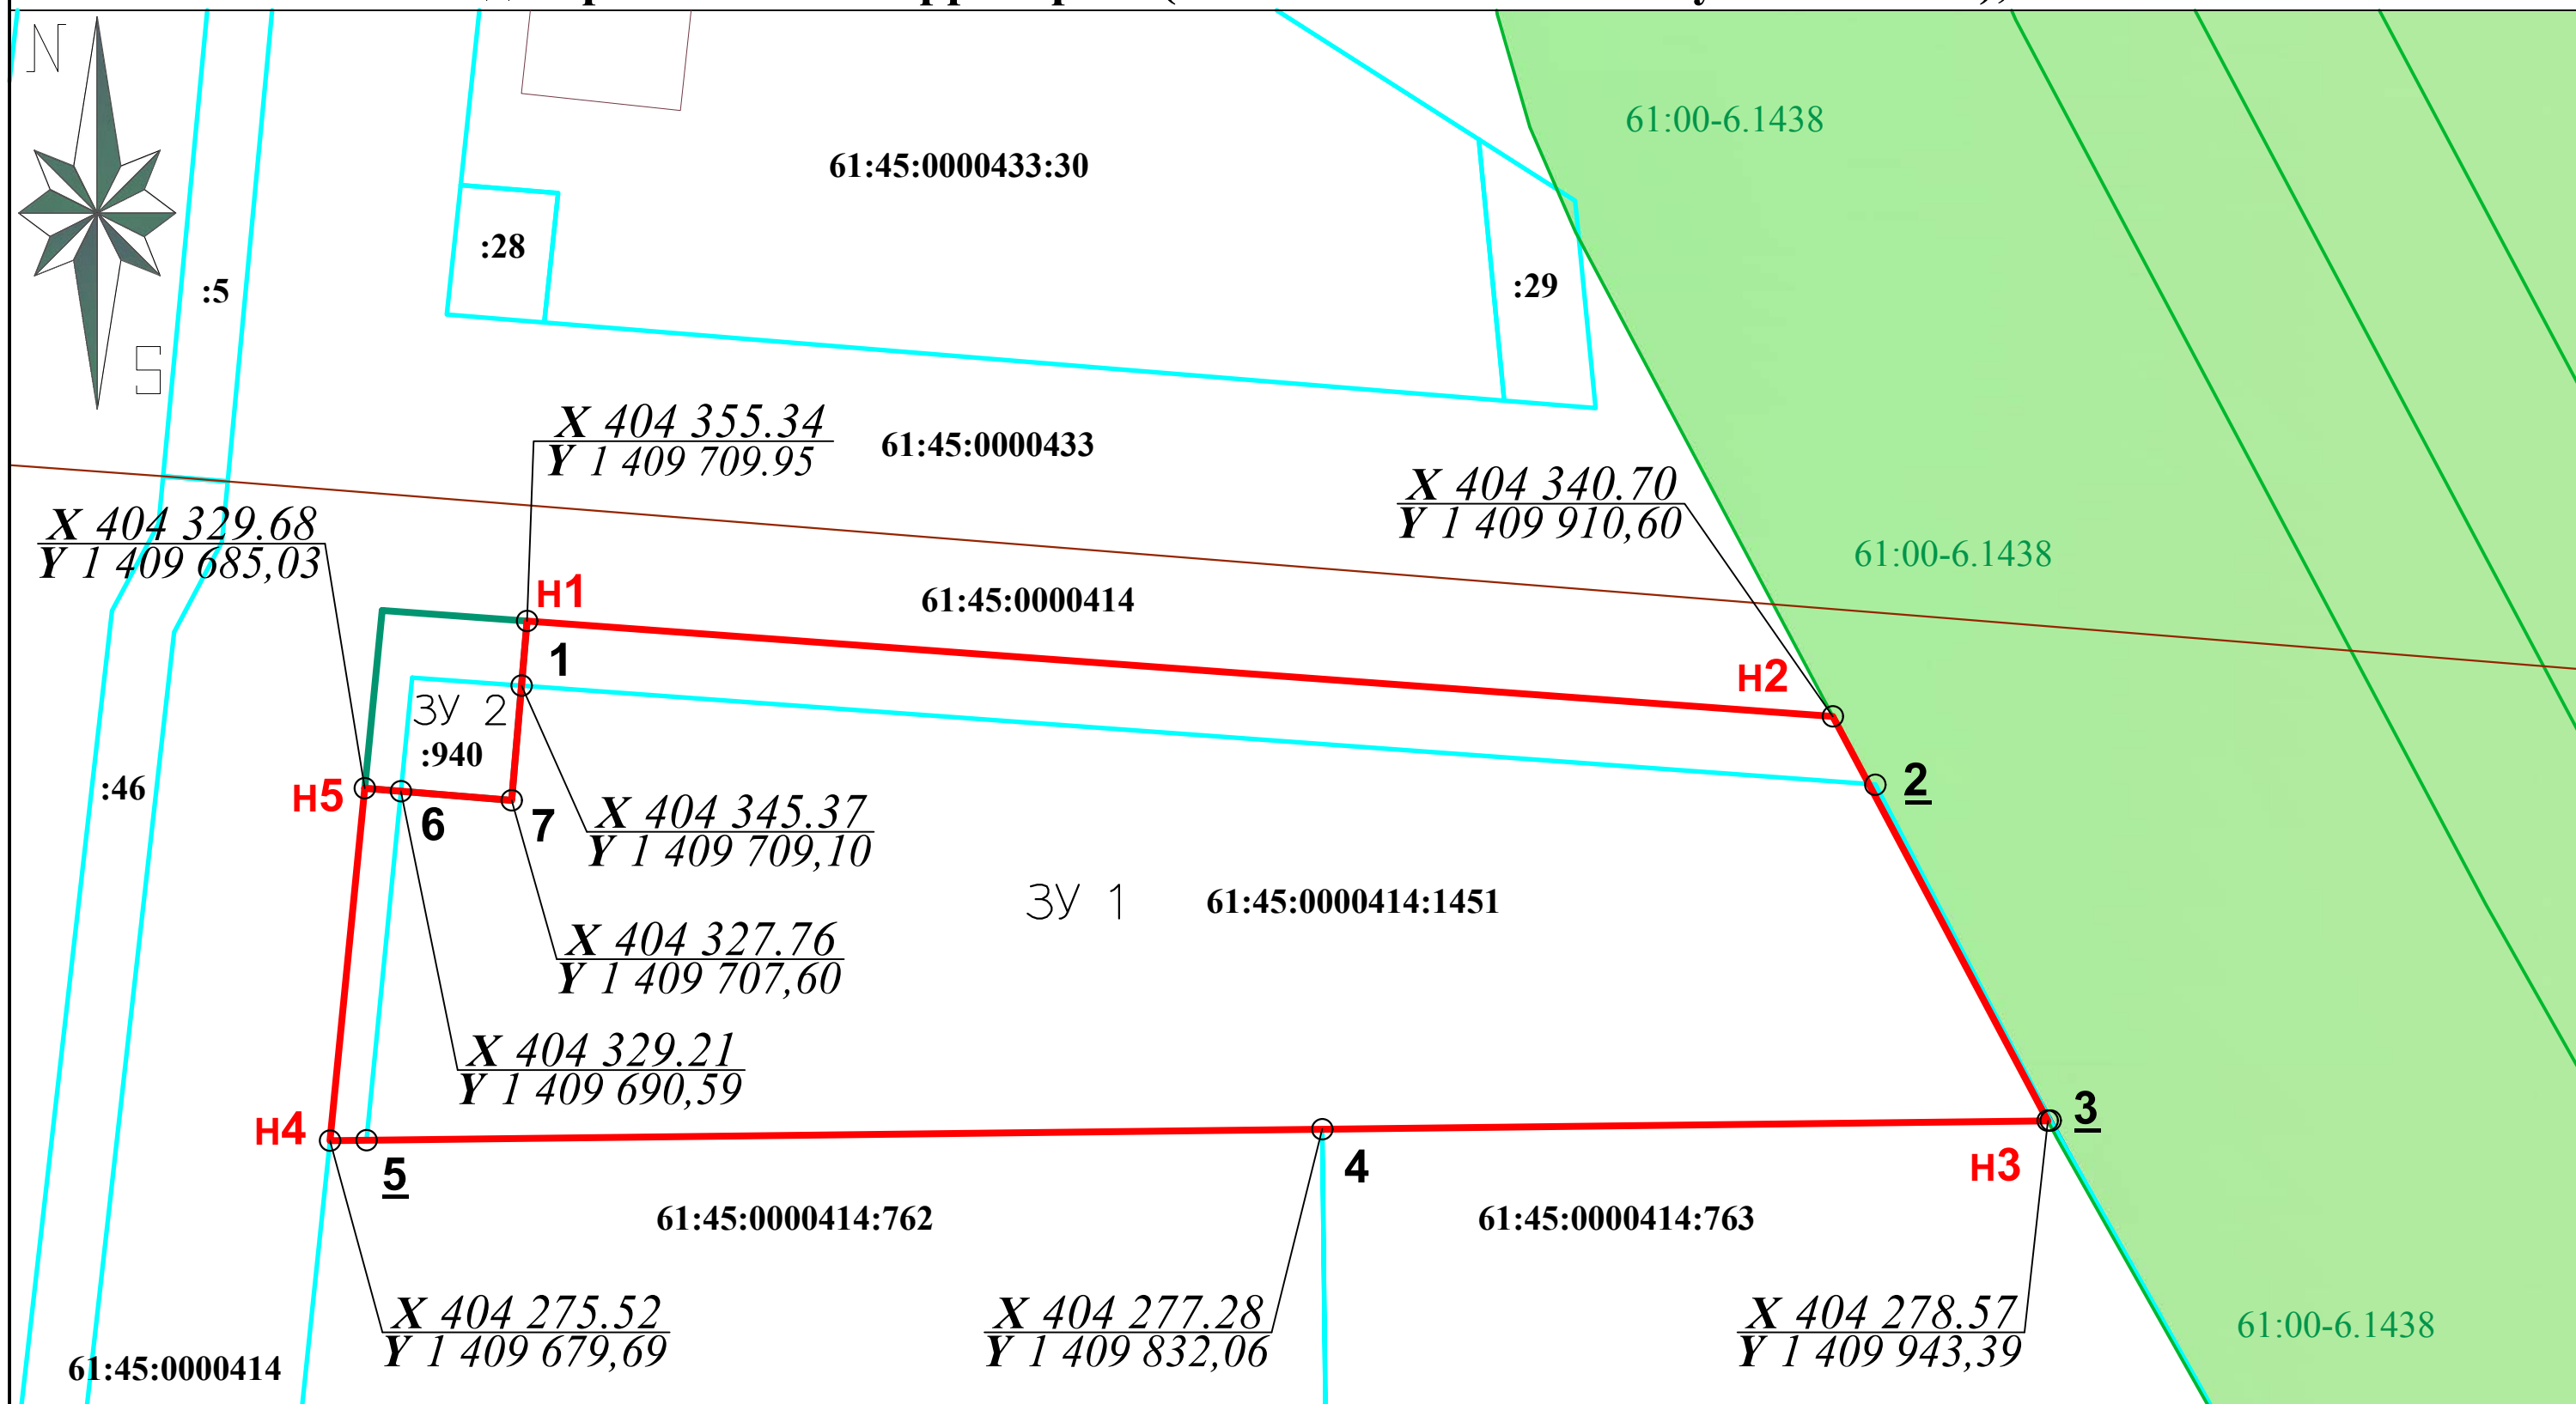 N
61:00-6.1438
61:45:0000433:30
:28
:29
:5
S
X 404 355.34
Y 1 409 709.95
61:45:0000433
X 404 340.70
Y 1 409 910,60
X 404 329.68
Y 1 409 685,03
61:00-6.1438
н1
61:45:0000414
1
н2
ЗУ 2
:940
2
:46
н5
6
7
X 404 345.37
Y 1 409 709,10
ЗУ 1
61:45:0000414:1451
X 404 327.76
Y 1 409 707,60
X 404 329.21
Y 1 409 690,59
н4
5
4
3
н3
61:45:0000414:762
61:45:0000414:763
X 404 275.52
Y 1 409 679,69
X 404 277.28
Y 1 409 832,06
X 404 278.57
Y 1 409 943,39
61:00-6.1438
61:45:0000414